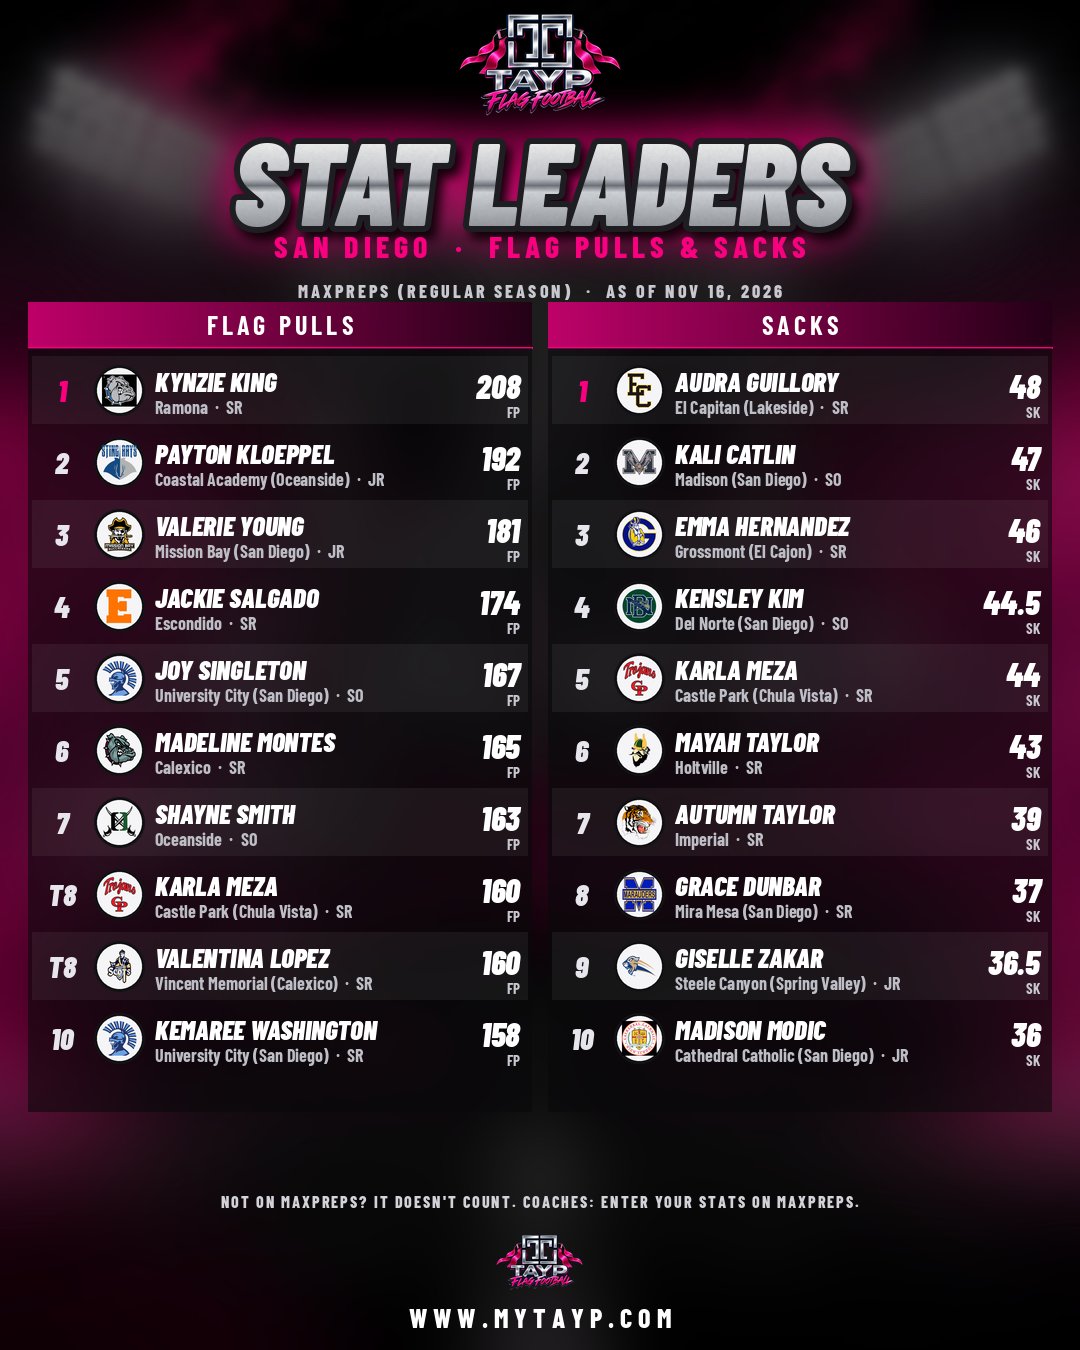 TAYP
FLAG FOOTBALL
STAT LEADERS
SAN DIEGO · FLAG PULLS & SACKS
MAXPREPS (REGULAR SEASON) · AS OF NOV 16, 2026
FLAG PULLS
1 KYNZIE KING 208
Ramona · SR FP
2 PAYTON KLOEPPEL 192
Coastal Academy (Oceanside) · JR FP
3 VALERIE YOUNG 181
Mission Bay (San Diego) · JR FP
4 JACKIE SALGADO 174
Escondido · SR FP
5 JOY SINGLETON 167
University City (San Diego) · SO FP
6 MADELINE MONTES 165
Calexico · SR FP
7 SHAYNE SMITH 163
Oceanside · SO FP
T8 KARLA MEZA 160
Castle Park (Chula Vista) · SR FP
T8 VALENTINA LOPEZ 160
Vincent Memorial (Calexico) · SR FP
10 KEMAREE WASHINGTON 158
University City (San Diego) · SR FP
SACKS
1 AUDRA GUILLORY 48
El Capitan (Lakeside) · SR SK
2 KALI CATLIN 47
Madison (San Diego) · SO SK
3 EMMA HERNANDEZ 46
Grossmont (El Cajon) · SR SK
4 KENSLEY KIM 44.5
Del Norte (San Diego) · SO SK
5 KARLA MEZA 44
Castle Park (Chula Vista) · SR SK
6 MAYAH TAYLOR 43
Holtville · SR SK
7 AUTUMN TAYLOR 39
Imperial · SR SK
8 GRACE DUNBAR 37
Mira Mesa (San Diego) · SR SK
9 GISELLE ZAKAR 36.5
Steele Canyon (Spring Valley) · JR SK
10 MADISON MODIC 36
Cathedral Catholic (San Diego) · JR SK
NOT ON MAXPREPS? IT DOESN'T COUNT. COACHES: ENTER YOUR STATS ON MAXPREPS.
TAYP
FLAG FOOTBALL
WWW.MYTAYP.COM